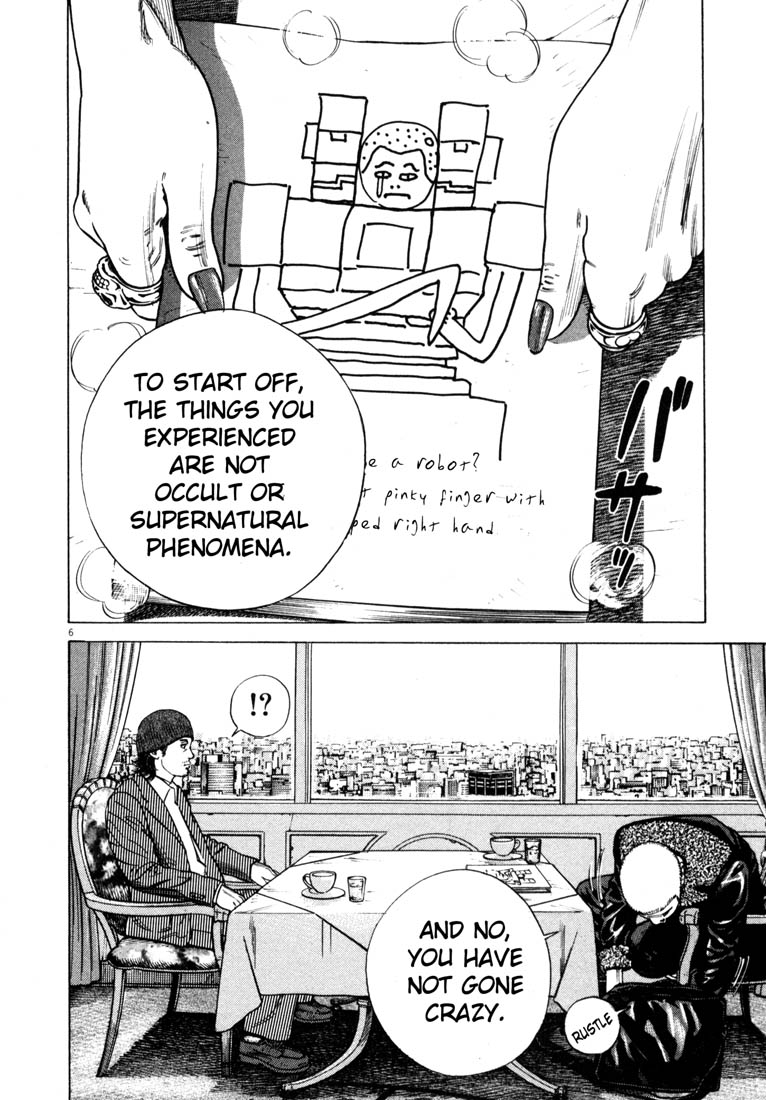 TO START OFF,
THE THINGS YOU
EXPERIENCED
ARE NOT
OCCULT OR
SUPERNATURAL
PHENOMENA.
a robot?
pinky finger with
right hand
バサッ
6
!?
AND NO,
YOU HAVE
NOT GONE
CRAZY.
RUSTLE